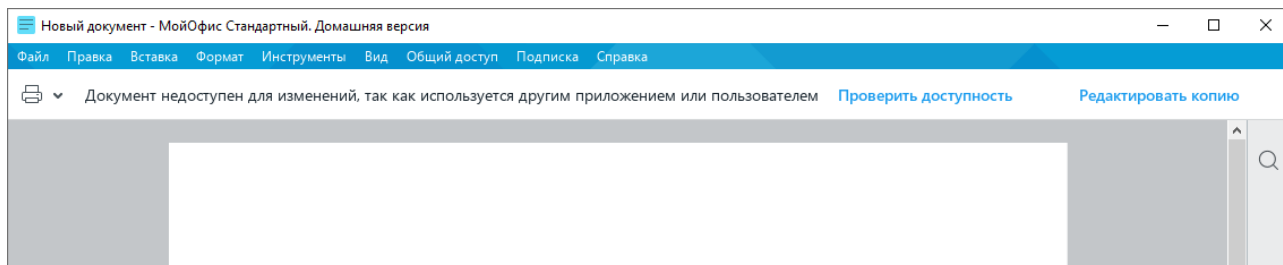 Новый документ - МойОфис Стандартный. Домашняя версия
Файл Правка Вставка Формат Инструменты Вид Общий доступ Подписка Справка
Документ недоступен для изменений, так как используется другим приложением или пользователем Проверить доступность Редактировать копию